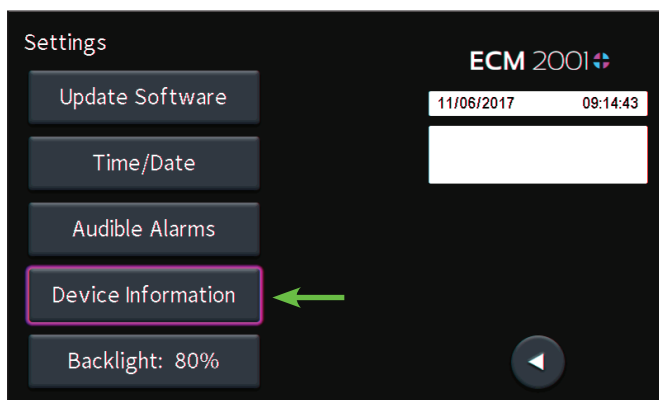 Settings
ECM 2001
Update Software
11/06/2017 09:14:43
Time/Date
Audible Alarms
Device Information
Backlight: 80%